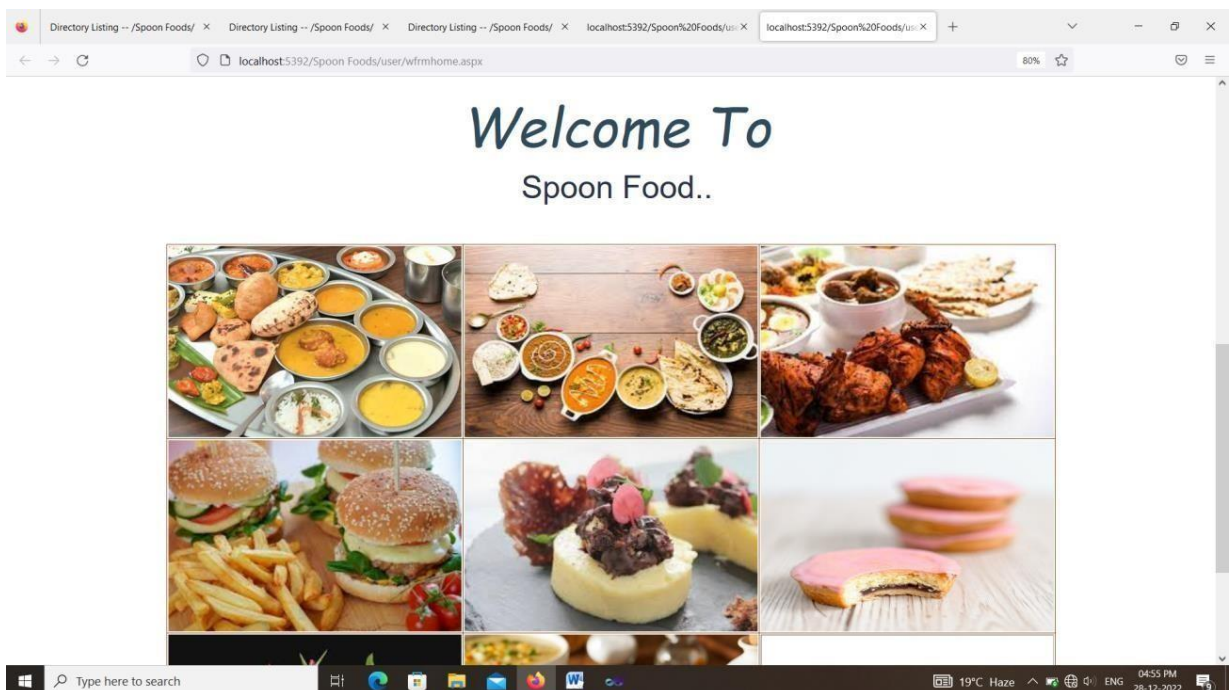 Directory Listing -- /Spoon Foods/
Directory Listing -- /Spoon Foods/
Directory Listing -- /Spoon Foods/
localhost:5392/Spoon%20Foods/us
localhost:5392/Spoon%20Foods/us
localhost:5392/Spoon Foods/user/wfrmhome.aspx
80%
Welcome To
Spoon Food..
Type here to search
19°C Haze
ENG
04:55 PM
28-12-2022